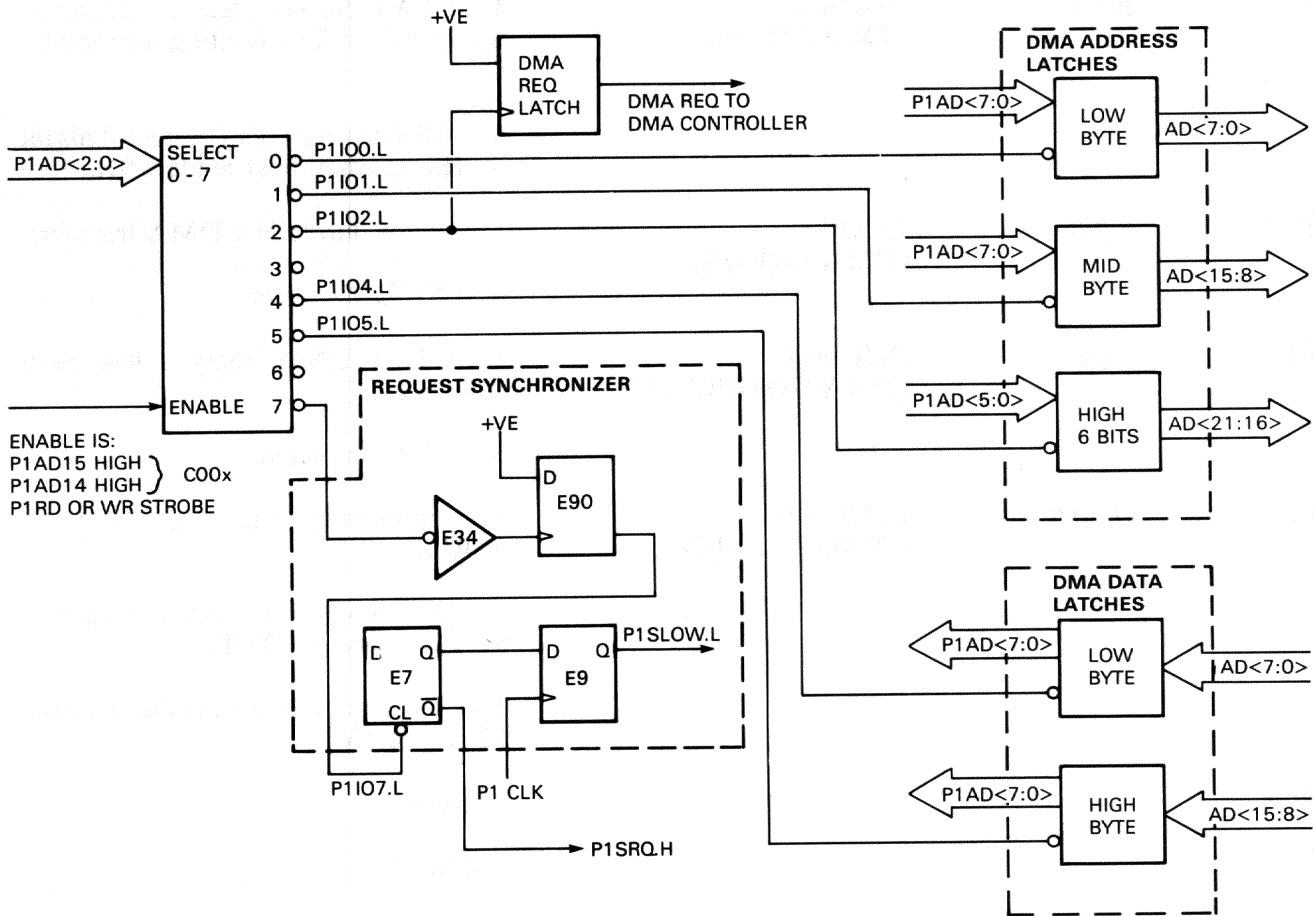 +VE
DMA
REQ
LATCH
DMA REQ TO
DMA CONTROLLER
P1AD<2:0>
SELECT
0 - 7
0
1
2
3
4
5
6
7
ENABLE
P1IO0.L
P1IO1.L
P1IO2.L
P1IO4.L
P1IO5.L
ENABLE IS:
P1AD15 HIGH
P1AD14 HIGH
C00x
P1RD OR WR STROBE
REQUEST SYNCHRONIZER
+VE
D
E90
E34
D Q
E7
CL Q
D Q
E9
P1SLOW.L
P1IO7.L
P1 CLK
P1SRQ.H
DMA ADDRESS
LATCHES
P1AD<7:0>
LOW
BYTE
AD<7:0>
P1AD<7:0>
MID
BYTE
AD<15:8>
P1AD<5:0>
HIGH
6 BITS
AD<21:16>
DMA DATA
LATCHES
P1AD<7:0>
LOW
BYTE
AD<7:0>
P1AD<7:0>
HIGH
BYTE
AD<15:8>